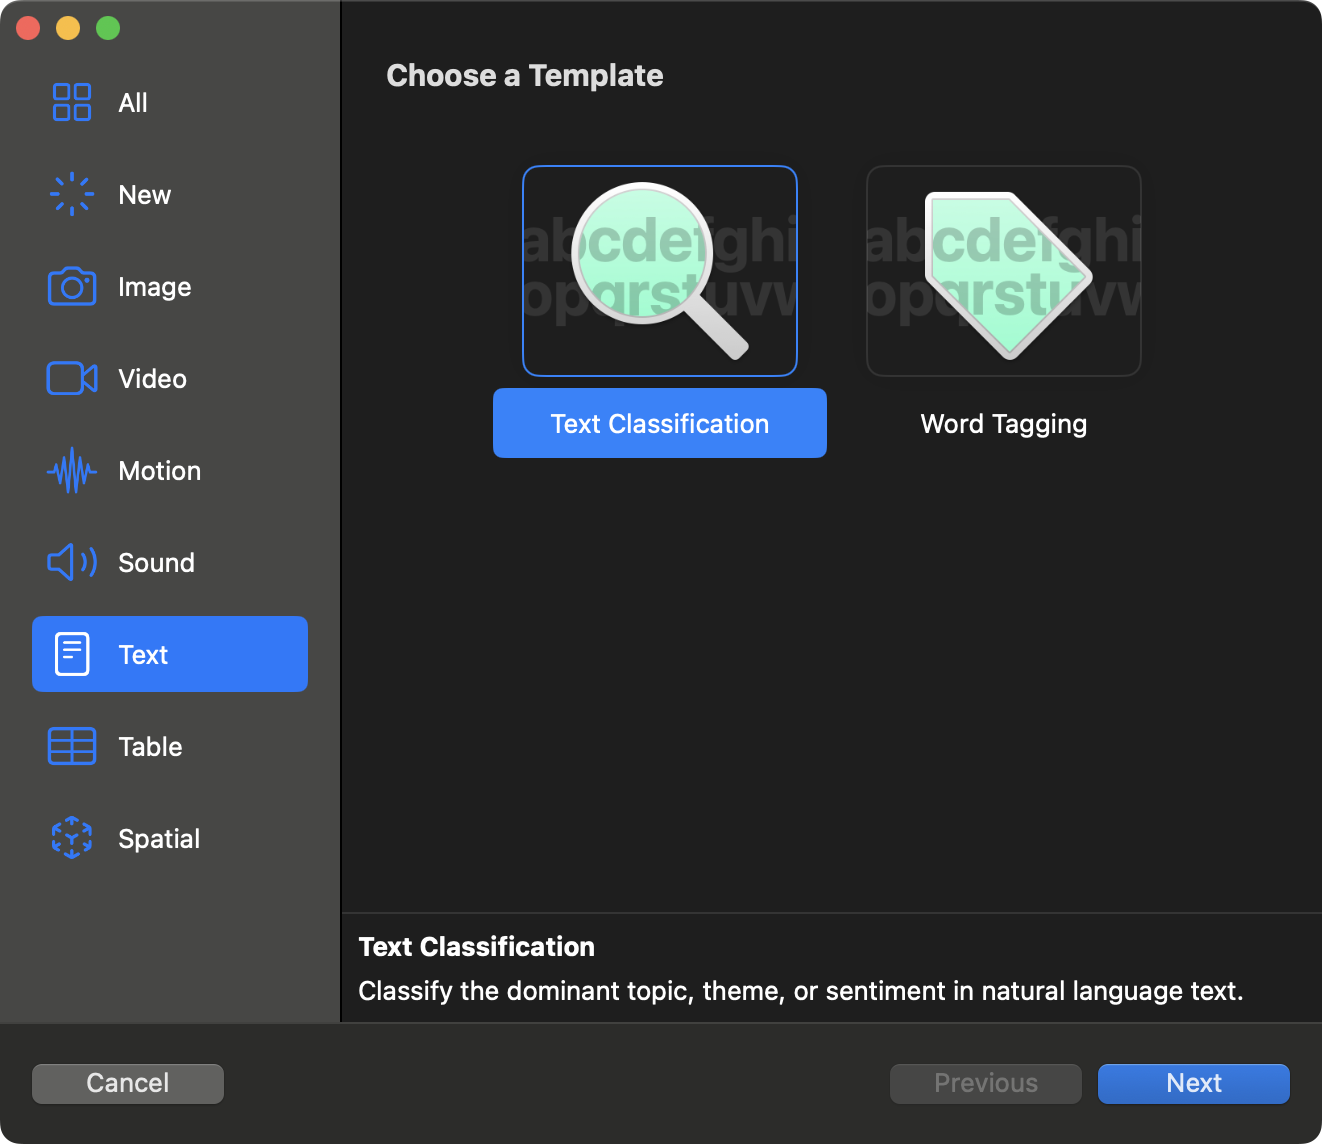 All
New
Image
Video
Motion
Sound
Text
Table
Spatial
Choose a Template
abcdefghi
opqrstuvw
Text Classification
abcdefghi
opqrstuvw
Word Tagging
Text Classification
Classify the dominant topic, theme, or sentiment in natural language text.
Cancel
Previous
Next